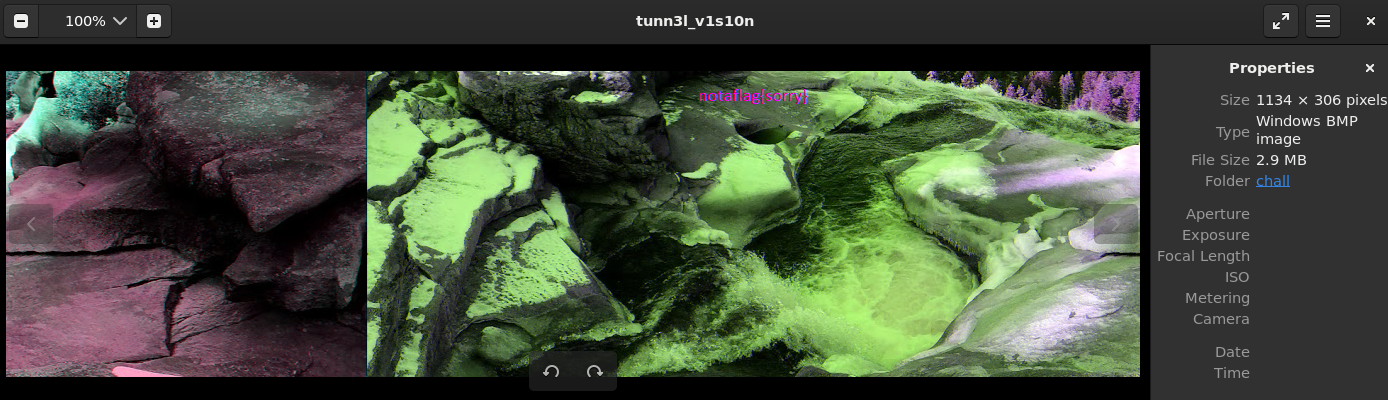 100%
tunn3l_v1s10n
Properties
Size 1134 × 306 pixels
Type Windows BMP image
File Size 2.9 MB
Folder chall
Aperture
Exposure
Focal Length
ISO
Metering
Camera
Date
Time
notaflag{sorry}